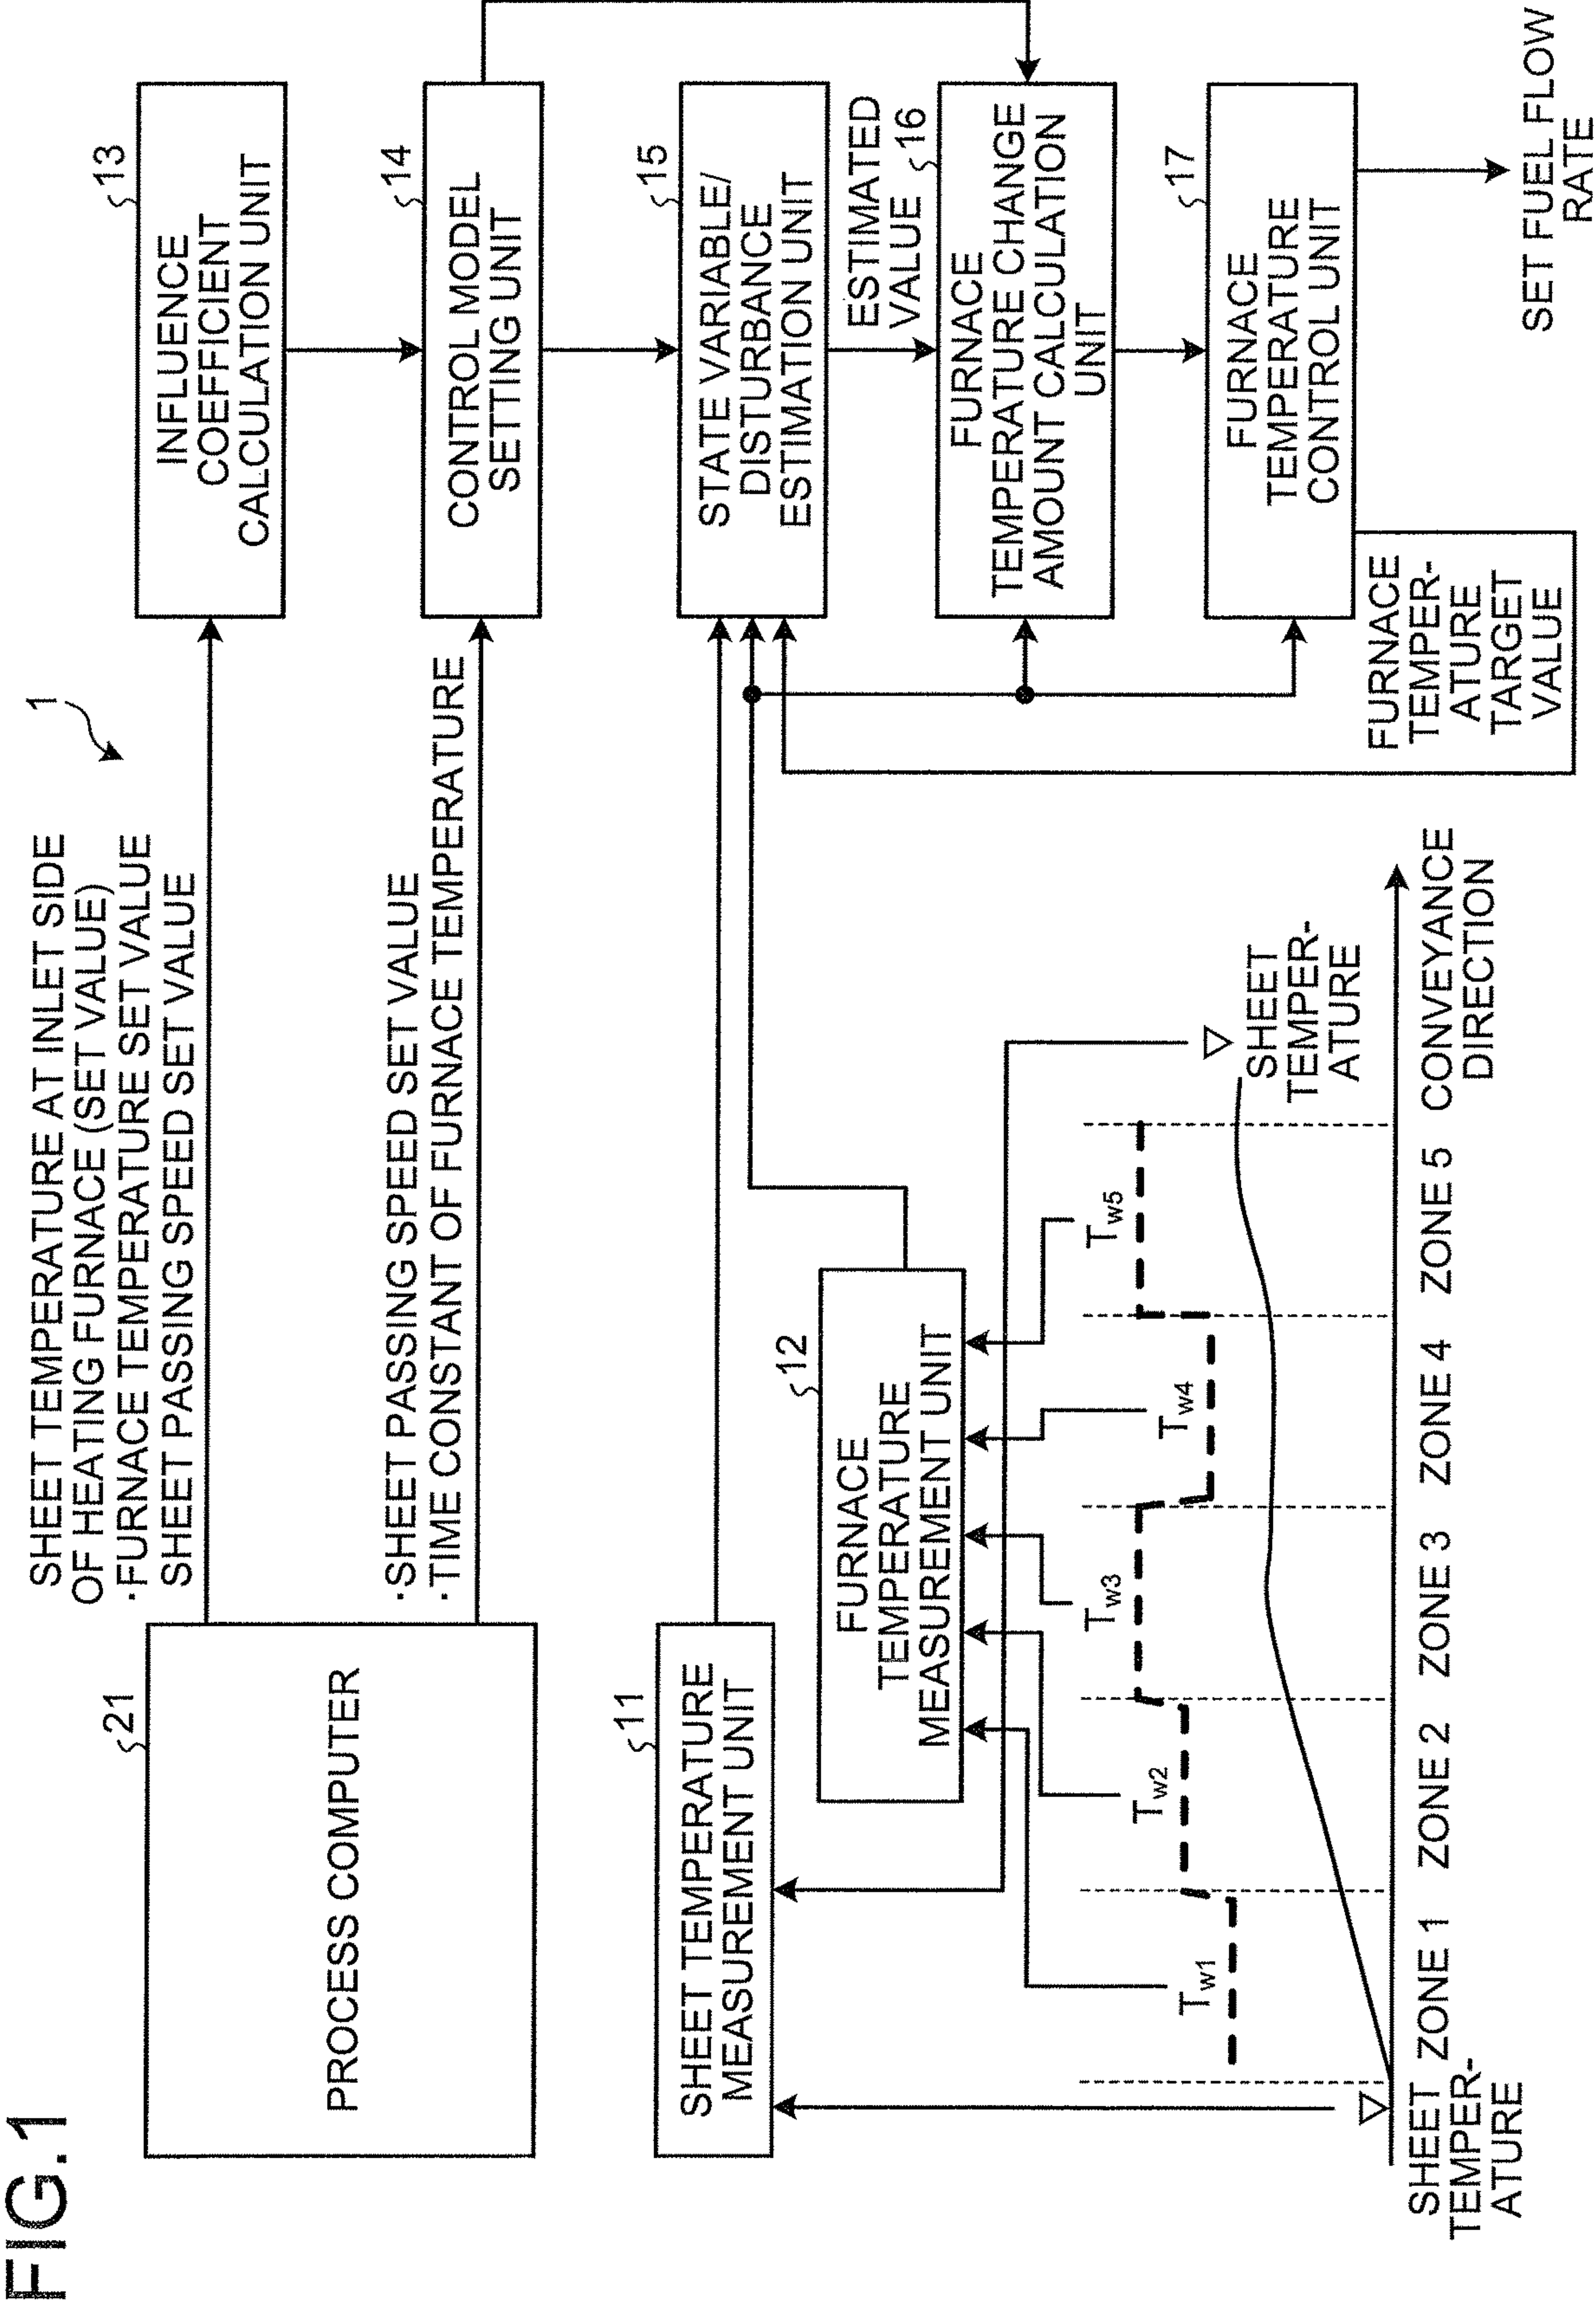 FIG.1
1
SHEET TEMPERATURE AT INLET SIDE
OF HEATING FURNACE (SET VALUE)
·FURNACE TEMPERATURE SET VALUE
SHEET PASSING SPEED SET VALUE
21
PROCESS COMPUTER
13
INFLUENCE
COEFFICIENT
CALCULATION UNIT
·SHEET PASSING SPEED SET VALUE
·TIME CONSTANT OF FURNACE TEMPERATURE
14
CONTROL MODEL
SETTING UNIT
11
SHEET TEMPERATURE
MEASUREMENT UNIT
15
STATE VARIABLE/
DISTURBANCE
ESTIMATION UNIT
12
FURNACE
TEMPERATURE
MEASUREMENT UNIT
ESTIMATED
VALUE
16
FURNACE
TEMPERATURE CHANGE
AMOUNT CALCULATION
UNIT
17
FURNACE
TEMPERATURE
CONTROL UNIT
FURNACE
TEMPER-
ATURE
TARGET
VALUE
SET FUEL FLOW
RATE
Tw1
Tw2
Tw3
Tw4
Tw5
SHEET
TEMPER-
ATURE
SHEET
TEMPER-
ATURE
ZONE 1
ZONE 2
ZONE 3
ZONE 4
ZONE 5
CONVEYANCE
DIRECTION